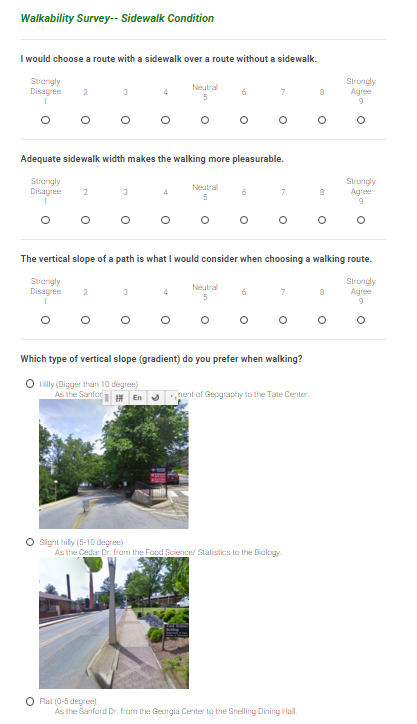 Walkability Survey-- Sidewalk Condition
I would choose a route with a sidewalk over a route without a sidewalk.
Strongly Disagree 1 2 3 4 Neutral 5 6 7 8 Strongly Agree 9
Adequate sidewalk width makes the walking more pleasurable.
Strongly Disagree 1 2 3 4 Neutral 5 6 7 8 Strongly Agree 9
The vertical slope of a path is what I would consider when choosing a walking route.
Strongly Disagree 1 2 3 4 Neutral 5 6 7 8 Strongly Agree 9
Which type of vertical slope (gradient) do you prefer when walking?
Hilly (Bigger than 10 degree)
As the Sanfor 拼 En ment of Geography to the Tate Center.
Slight hilly (5-10 degree)
As the Cedar Dr. from the Food Science/ Statistics to the Biology.
Flat (0-5 degree)
As the Sanford Dr. from the Georgia Center to the Snelling Dining Hall.